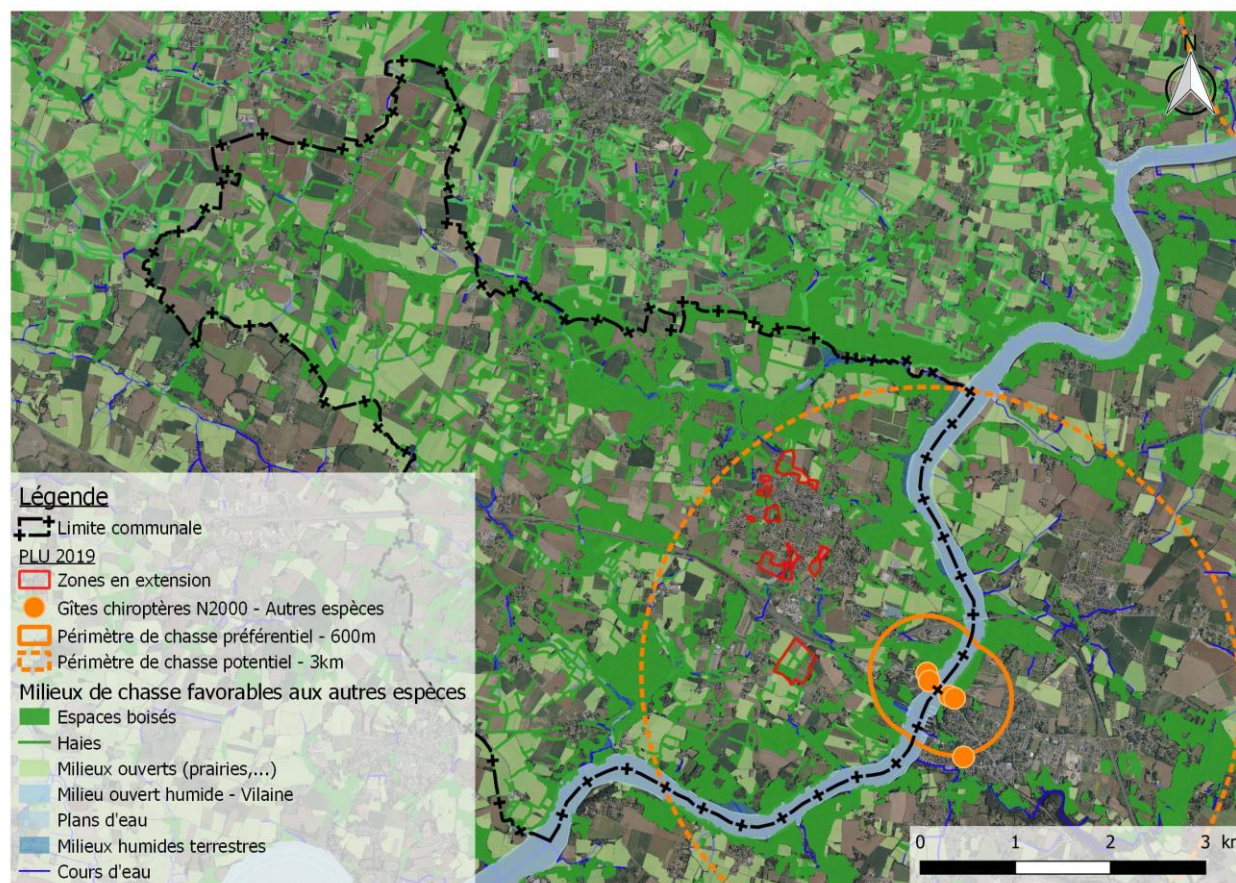 N
Légende
Limite communale
PLU 2019
Zones en extension
Gîtes chiroptères N2000 - Autres espèces
Périmètre de chasse préférentiel - 600m
Périmètre de chasse potentiel - 3km
Milieux de chasse favorables aux autres espèces
Espaces boisés
Haies
Milieux ouverts (prairies,...)
Milieu ouvert humide - Vilaine
Plans d'eau
Milieux humides terrestres
Cours d'eau
0 1 2 3 km